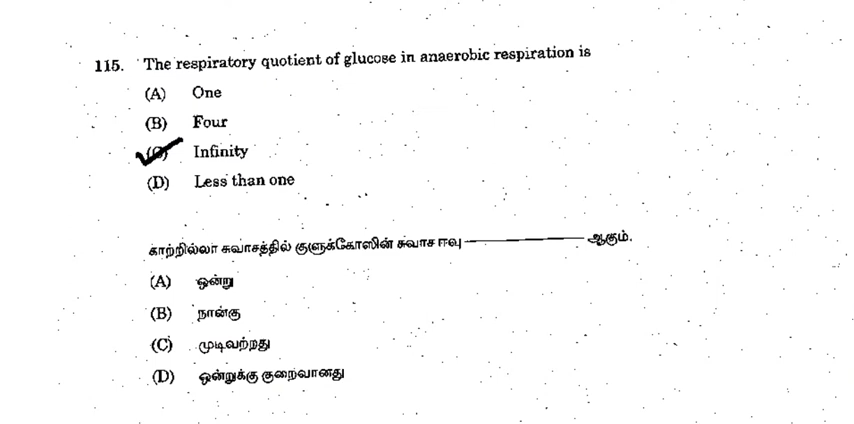 115. The respiratory quotient of glucose in anaerobic respiration is
(A) One
(B) Four
(C) Infinity
(D) Less than one
காற்றில்லா சுவாசத்தில் குளுக்கோஸின் சுவாச ஈவு ———— ஆகும்.
(A) ஒன்று
(B) நான்கு
(C) முடிவற்றது
(D) ஒன்றுக்கு குறைவானது